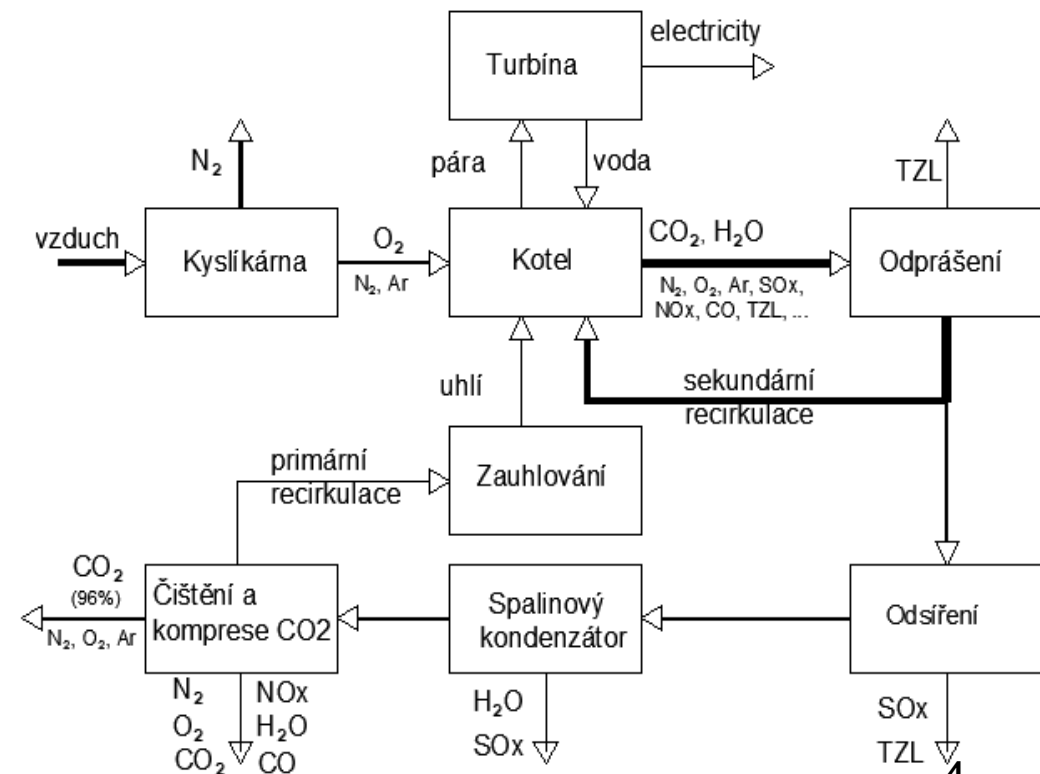 electricity
Turbína
N₂
pára
voda
TZL
vzduch
Kyslíkárna
O₂
N₂, Ar
Kotel
CO₂, H₂O
N₂, O₂, Ar, SOx,
NOx, CO, TZL, ...
Odprášení
uhlí
sekundární
recirkulace
primární
recirkulace
Zauhlování
CO₂
(96%)
N₂, O₂, Ar
Čištění a
komprese CO2
Spalinový
kondenzátor
Odsíření
N₂ NOx
O₂ H₂O
CO₂ CO
H₂O
SOx
SOx
TZL
4